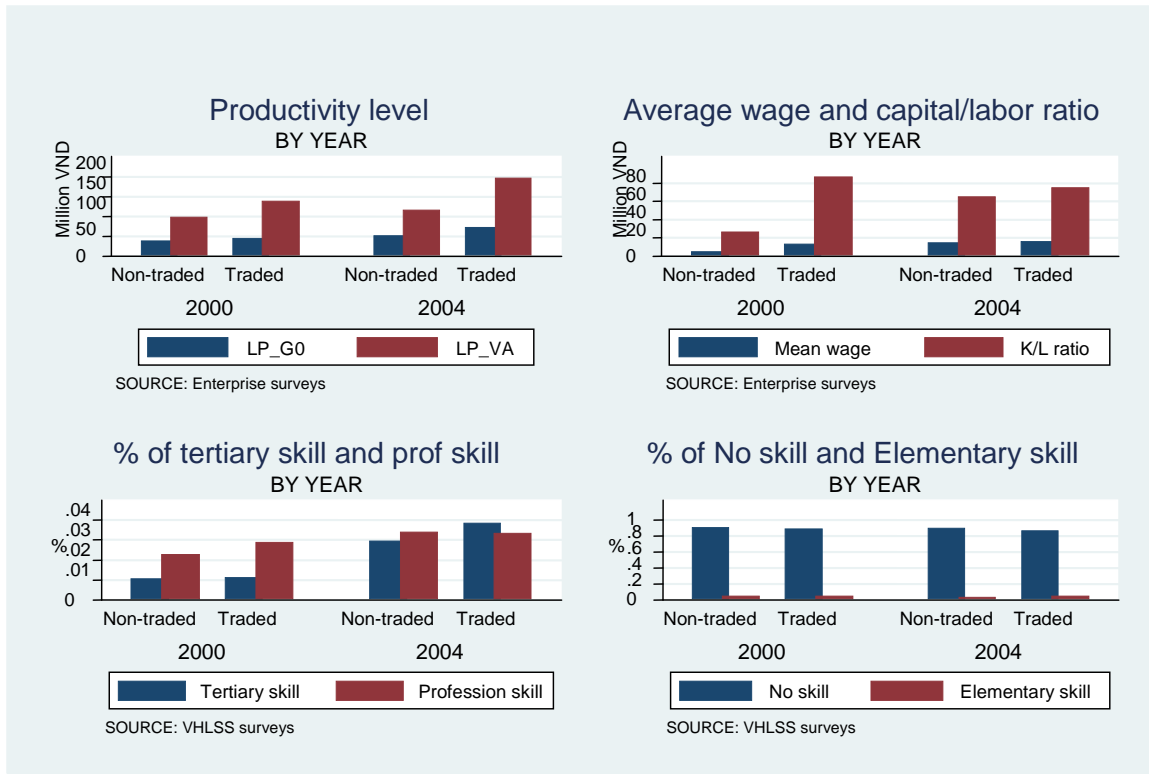 Productivity level
BY YEAR
Million VND
200
150
100
50
0
Non-traded Traded Non-traded Traded
2000 2004
LP_G0 LP_VA
SOURCE: Enterprise surveys
Average wage and capital/labor ratio
BY YEAR
Million VND
80
60
40
20
0
Non-traded Traded Non-traded Traded
2000 2004
Mean wage K/L ratio
SOURCE: Enterprise surveys
% of tertiary skill and prof skill
BY YEAR
%
.04
.03
.02
.01
0
Non-traded Traded Non-traded Traded
2000 2004
Tertiary skill Profession skill
SOURCE: VHLSS surveys
% of No skill and Elementary skill
BY YEAR
%
1
.8
.6
.4
.2
0
Non-traded Traded Non-traded Traded
2000 2004
No skill Elementary skill
SOURCE: VHLSS surveys